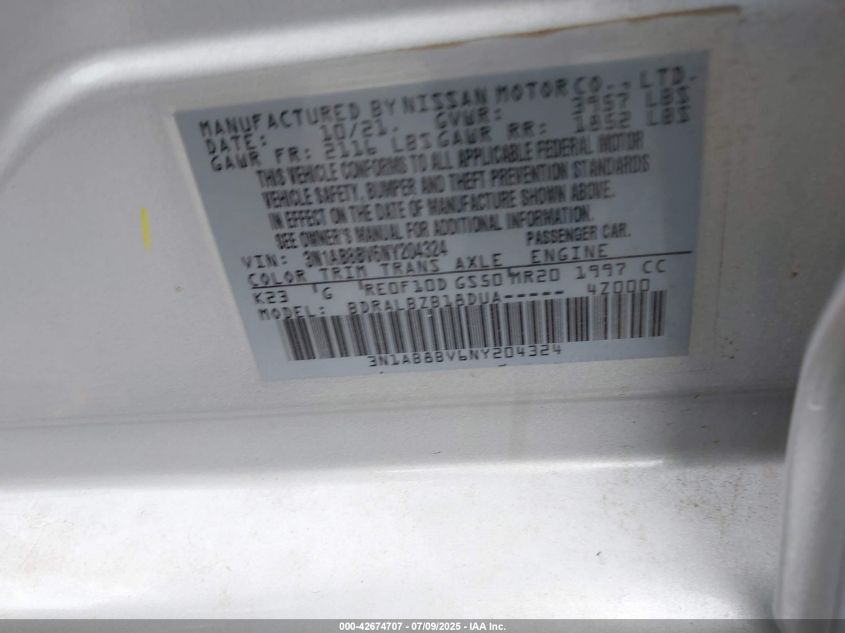 MANUFACTURED BY NISSAN MOTOR CO., LTD.
DATE: 10/21. GVWR: 3957 LBS
GAWR FR: 2116 LBS GAWR RR: 1852 LBS
THIS VEHICLE CONFORMS TO ALL APPLICABLE FEDERAL MOTOR
VEHICLE SAFETY, BUMPER AND THEFT PREVENTION STANDARDS
IN EFFECT ON THE DATE OF MANUFACTURE SHOWN ABOVE.
SEE OWNER'S MANUAL FOR ADDITIONAL INFORMATION.
VIN: 3N1AB8BV6NY204324 PASSENGER CAR.
COLOR TRIM TRANS AXLE ENGINE
K23 G RE0F10D GS50 MR20 1997 CC
MODEL: BDRALBZB18DUA----- 4Z000
3N1AB8BV6NY204324
000-42674707 - 07/09/2025 - IAA Inc.